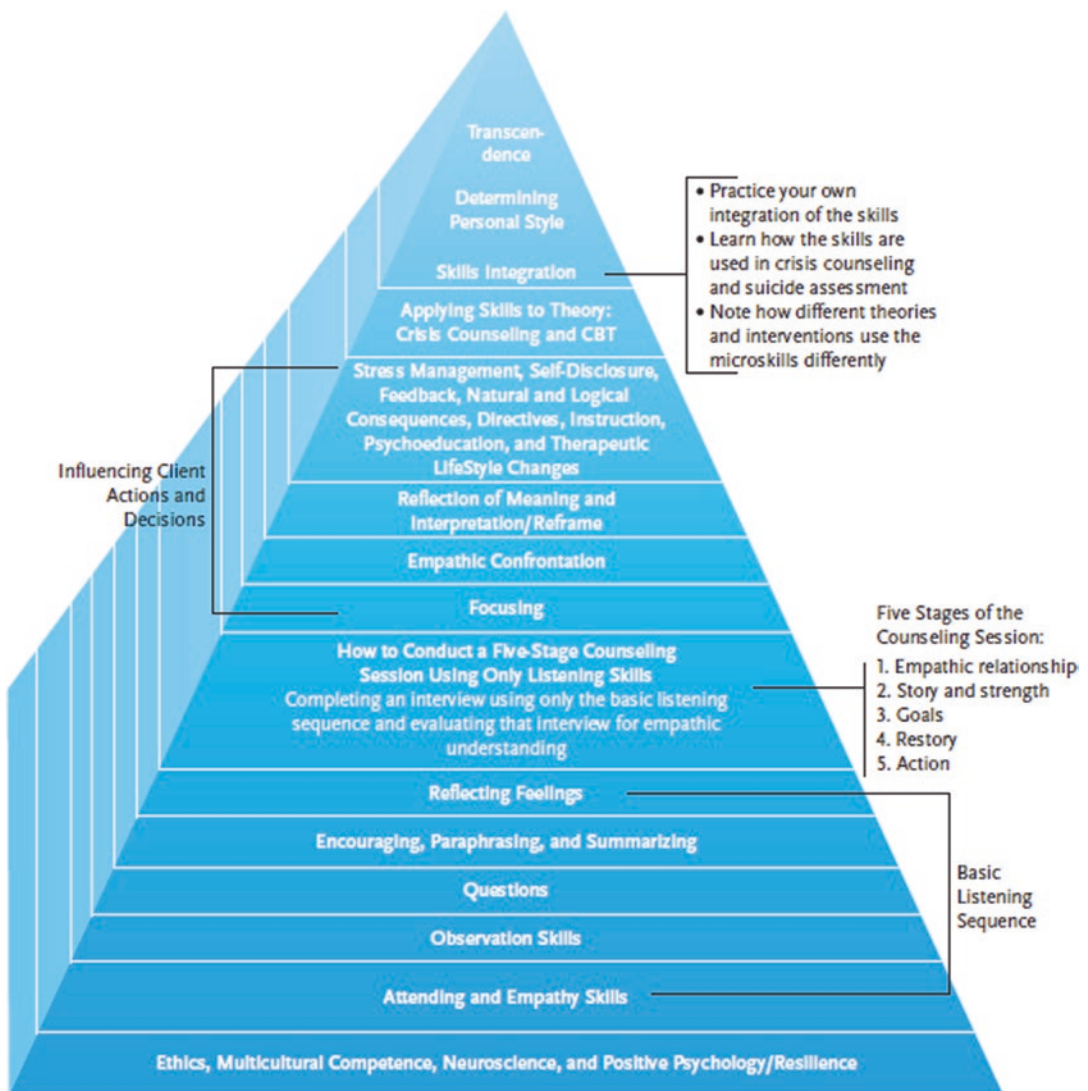 Transcen-
dence
Determining
Personal Style
Skills Integration
• Practice your own
integration of the skills
• Learn how the skills are
used in crisis counseling
and suicide assessment
• Note how different theories
and interventions use the
microskills differently
Applying Skills to Theory:
Crisis Counseling and CBT
Stress Management, Self-Disclosure,
Feedback, Natural and Logical
Consequences, Directives, Instruction,
Psychoeducation, and Therapeutic
LifeStyle Changes
Influencing Client
Actions and
Decisions
Reflection of Meaning and
Interpretation/Reframe
Empathic Confrontation
Focusing
How to Conduct a Five-Stage Counseling
Session Using Only Listening Skills
Completing an interview using only the basic listening
sequence and evaluating that interview for empathic
understanding
Five Stages of the
Counseling Session:
1. Empathic relationship
2. Story and strength
3. Goals
4. Restory
5. Action
Reflecting Feelings
Encouraging, Paraphrasing, and Summarizing
Questions
Observation Skills
Attending and Empathy Skills
Basic
Listening
Sequence
Ethics, Multicultural Competence, Neuroscience, and Positive Psychology/Resilience